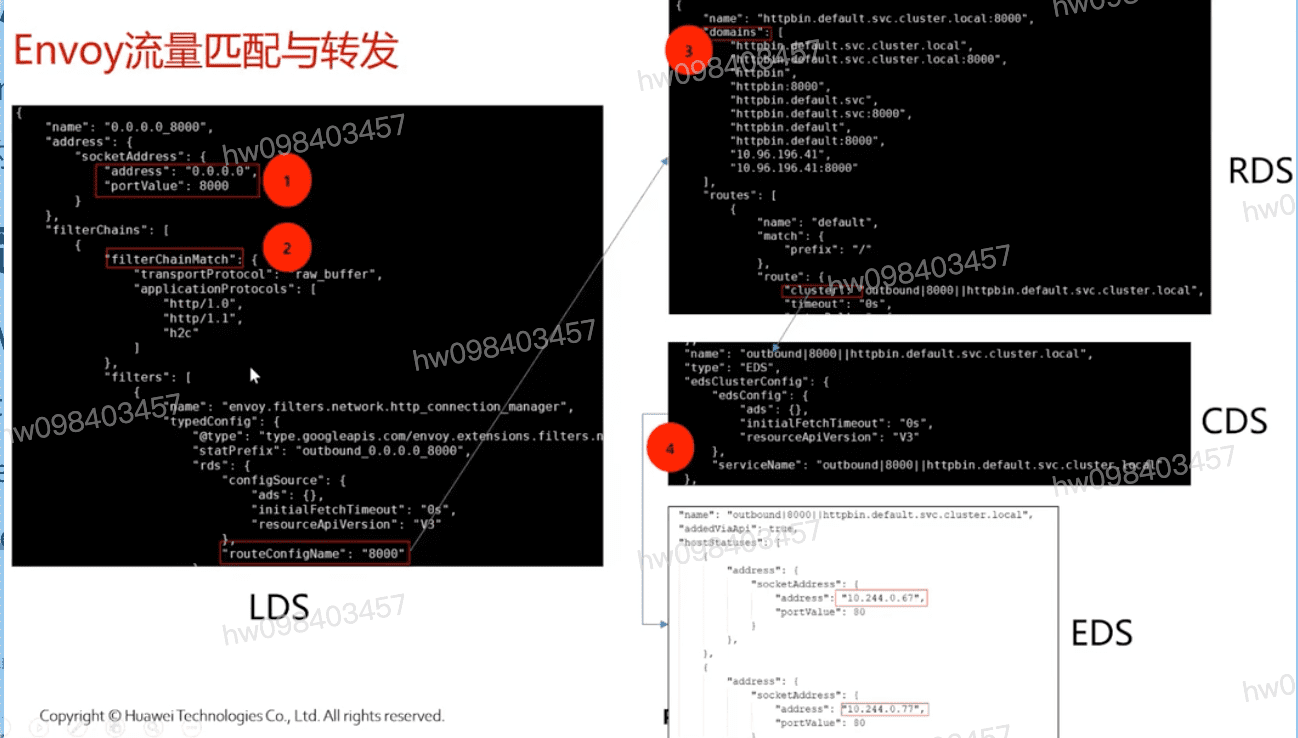 Envoy流量匹配与转发
{
"name": "0.0.0.0_8000",
"address": {
"socketAddress": {
"address": "0.0.0.0",
"portValue": 8000
}
},
"filterChains": [
{
"filterChainMatch": {
"transportProtocol": "raw_buffer",
"applicationProtocols": [
"http/1.0",
"http/1.1",
"h2c"
]
},
"filters": [
{
"name": "envoy.filters.network.http_connection_manager",
"typedConfig": {
"@type": "type.googleapis.com/envoy.extensions.filters.n
"statPrefix": "outbound_0.0.0.0_8000",
"rds": {
"configSource": {
"ads": {},
"initialFetchTimeout": "0s",
"resourceApiVersion": "V3"
},
"routeConfigName": "8000"
1
2
LDS
{
"name": "httpbin.default.svc.cluster.local:8000",
"domains": [
"httpbin.default.svc.cluster.local",
"httpbin.default.svc.cluster.local:8000",
"httpbin",
"httpbin:8000",
"httpbin.default.svc",
"httpbin.default.svc:8000",
"httpbin.default",
"httpbin.default:8000",
"10.96.196.41",
"10.96.196.41:8000"
],
"routes": [
{
"name": "default",
"match": {
"prefix": "/"
},
"route": {
"cluster": "outbound|8000||httpbin.default.svc.cluster.local",
"timeout": "0s",
3
RDS
"name": "outbound|8000||httpbin.default.svc.cluster.local",
"type": "EDS",
"edsClusterConfig": {
"edsConfig": {
"ads": {},
"initialFetchTimeout": "0s",
"resourceApiVersion": "V3"
},
"serviceName": "outbound|8000||httpbin.default.svc.cluster.local"
},
4
CDS
"name": "outbound|8000||httpbin.default.svc.cluster.local",
"addedViaApi": true,
"hostStatuses": [
{
"address": {
"socketAddress": {
"address": "10.244.0.67",
"portValue": 80
}
},
},
{
"address": {
"socketAddress": {
"address": "10.244.0.77",
"portValue": 80
EDS
Copyright © Huawei Technologies Co., Ltd. All rights reserved.
hw098403457
hw098403457
hw098403457
hw098403457
hw098403457
hw098403457
hw098403457
hw098403457